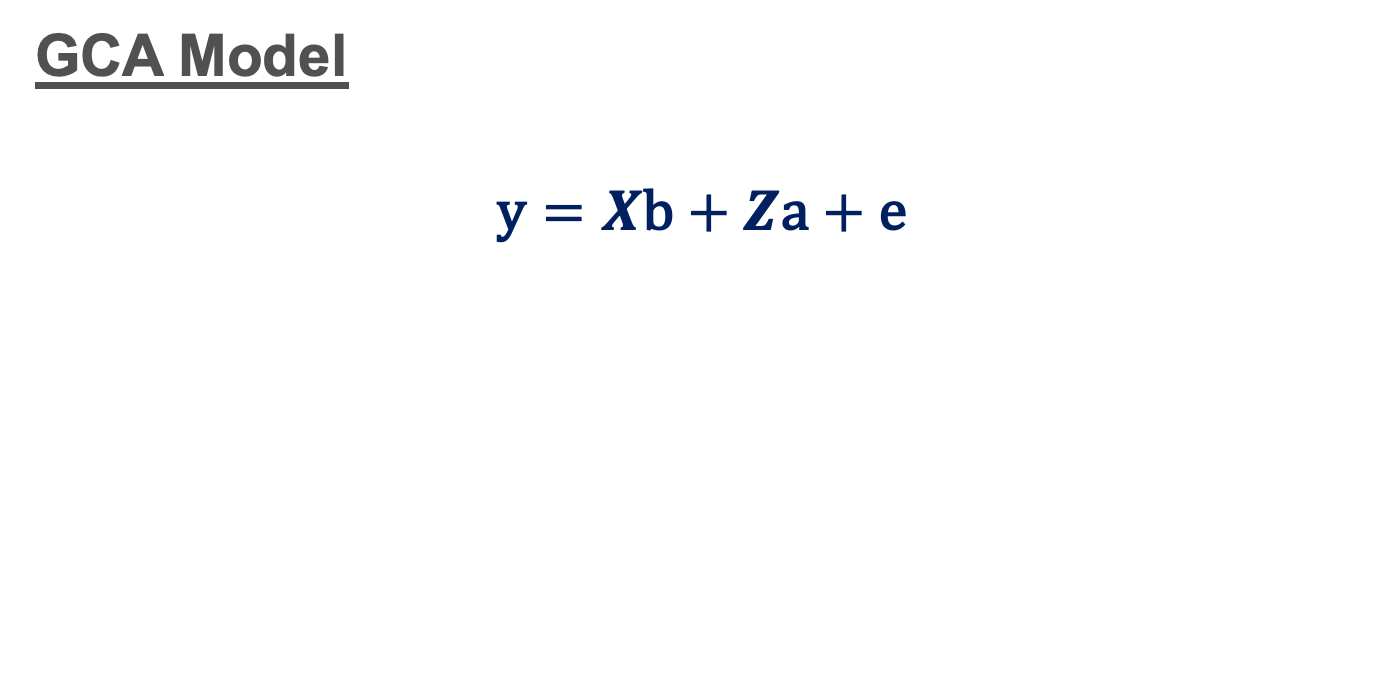 GCA Model
y = Xb + Za + e